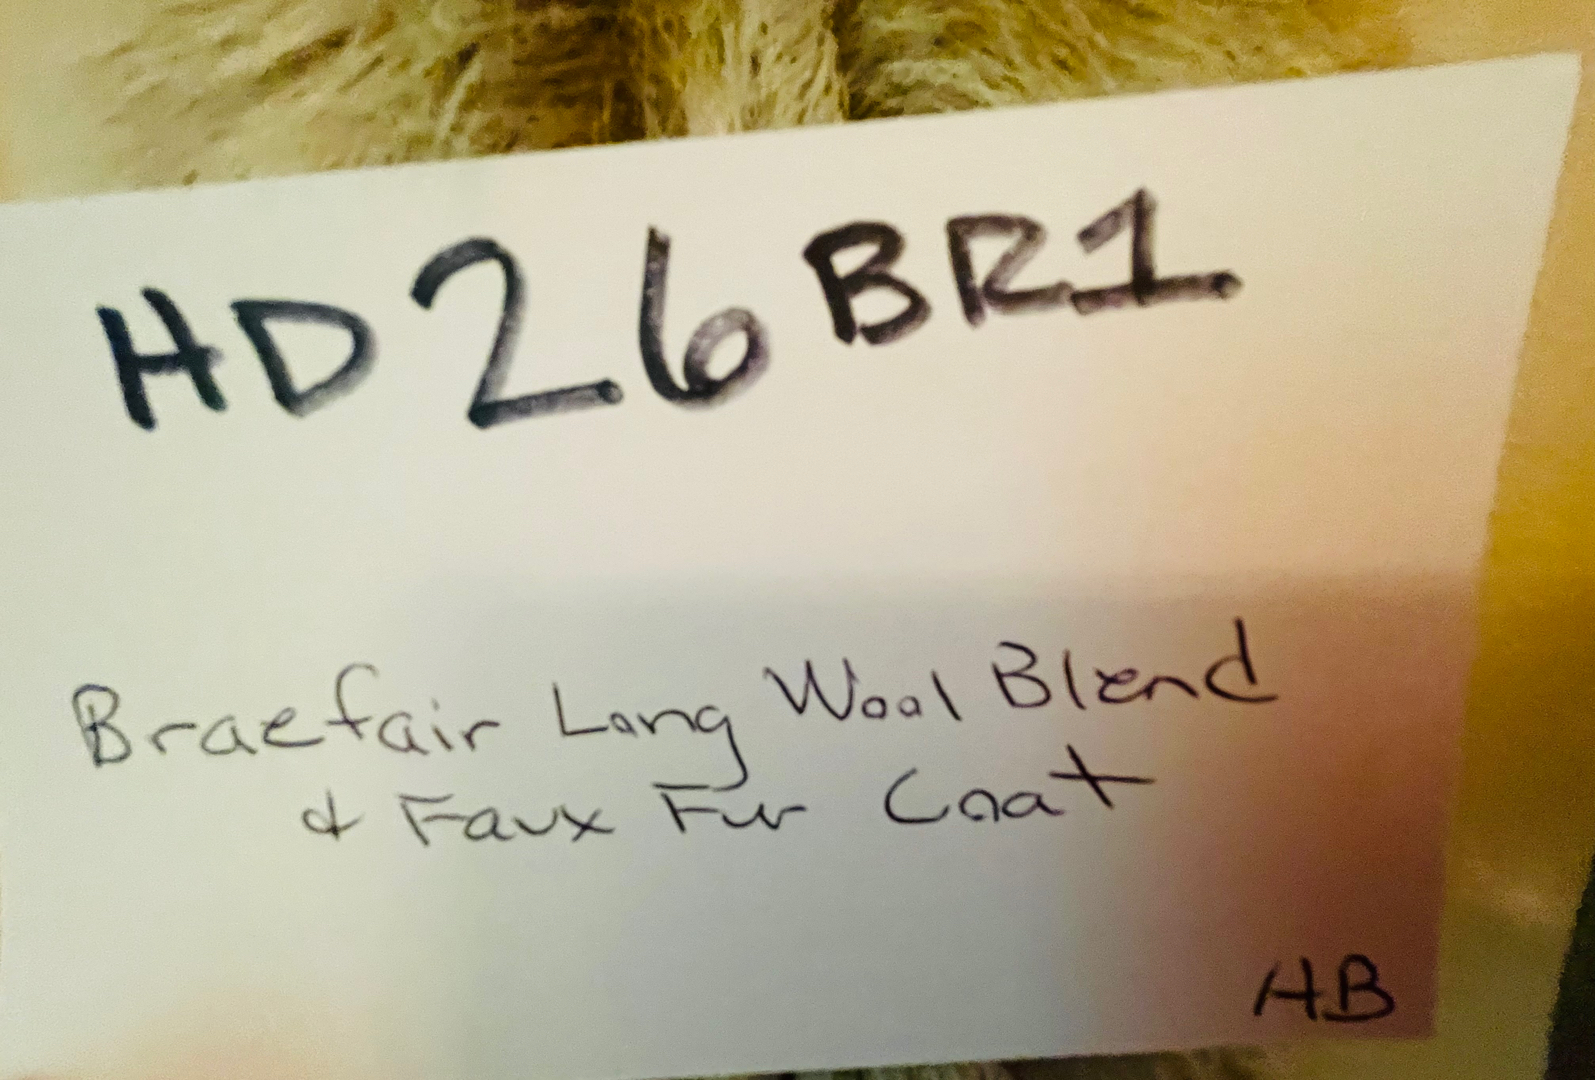 HD26BR1
Braefair Long Wool Blend
& Faux Fur Coat
HB